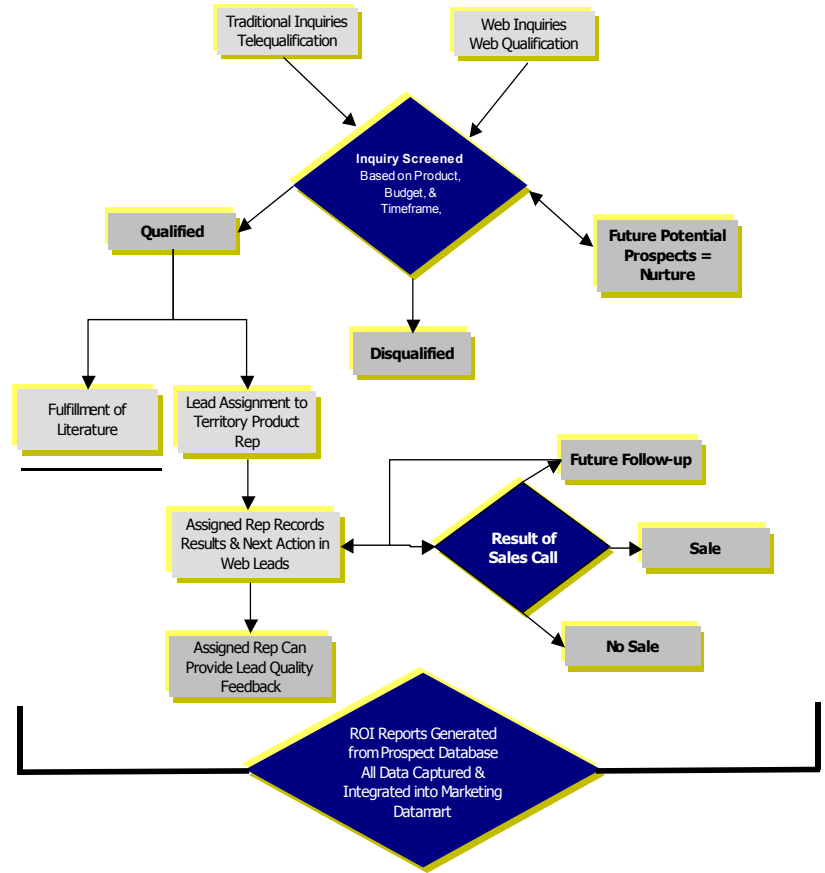 Traditional Inquiries
Telequalification
Web Inquiries
Web Qualification
Inquiry Screened
Based on Product,
Budget, &
Timeframe,
Qualified
Future Potential
Prospects =
Nurture
Disqualified
Fulfillment of
Literature
Lead Assignment to
Territory Product
Rep
Future Follow-up
Assigned Rep Records
Results & Next Action in
Web Leads
Result of
Sales Call
Sale
Assigned Rep Can
Provide Lead Quality
Feedback
No Sale
ROI Reports Generated
from Prospect Database
All Data Captured &
Integrated into Marketing
Datamart